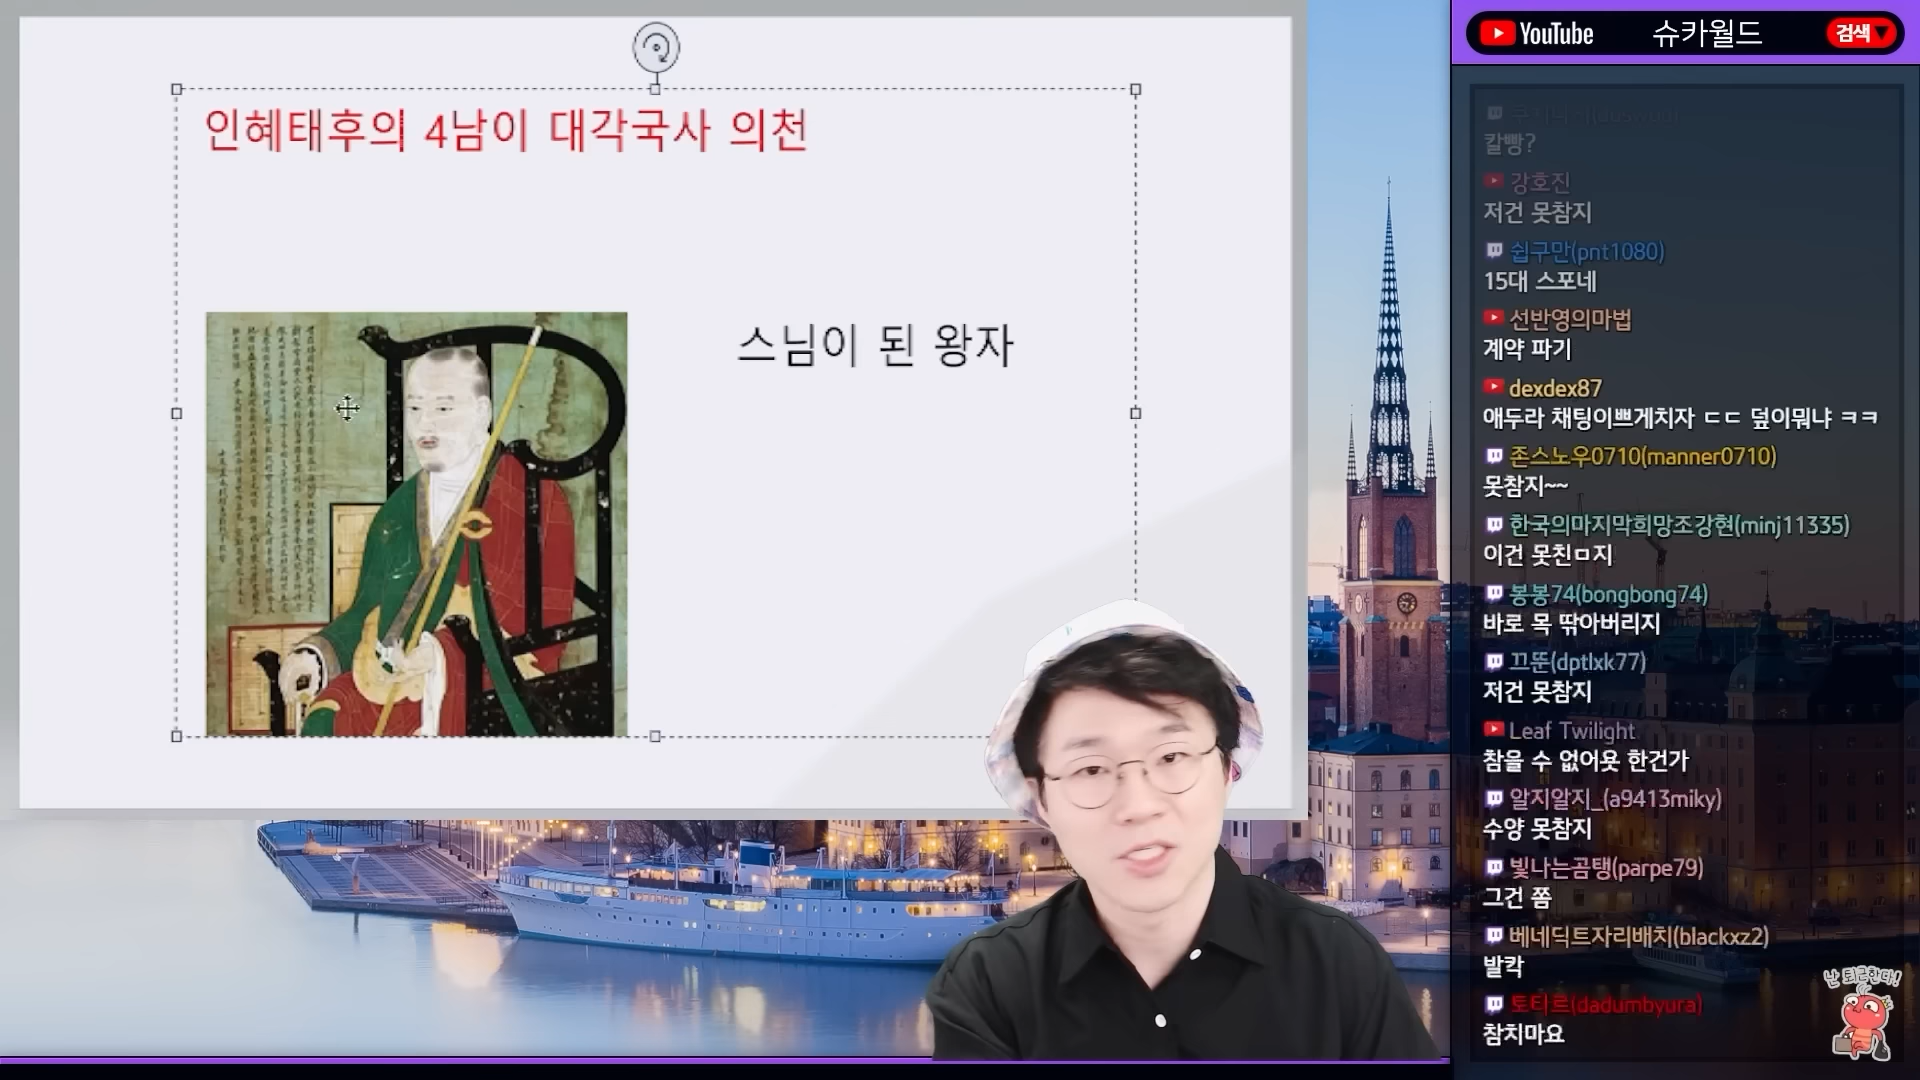 인혜태후의 4남이 대각국사 의천
스님이 된 왕자
YouTube 슈카월드 검색
칼빵?
강호진
저건 못참지
쉽구만(pnt1080)
15대 스포네
선반영의마법
계약 파기
dexdex87
애두라 채팅이쁘게치자 ㄷㄷ 덮이뭐냐 ㅋㅋ
존스노우0710(manner0710)
못참지~~
한국의마지막희망조강현(minj11335)
이건 못친ㅁ지
봉봉74(bongbong74)
바로 목 딲아버리지
끄뚠(dptlxk77)
저건 못참지
Leaf Twilight
참을 수 없어욧 한건가
알지알지_(a9413miky)
수양 못참지
빛나는곰탱(parpe79)
그건 쫌
베네딕트자리배치(blackxz2)
발칵
토타르(dadumbyura)
참치마요
난 퇴근한다!